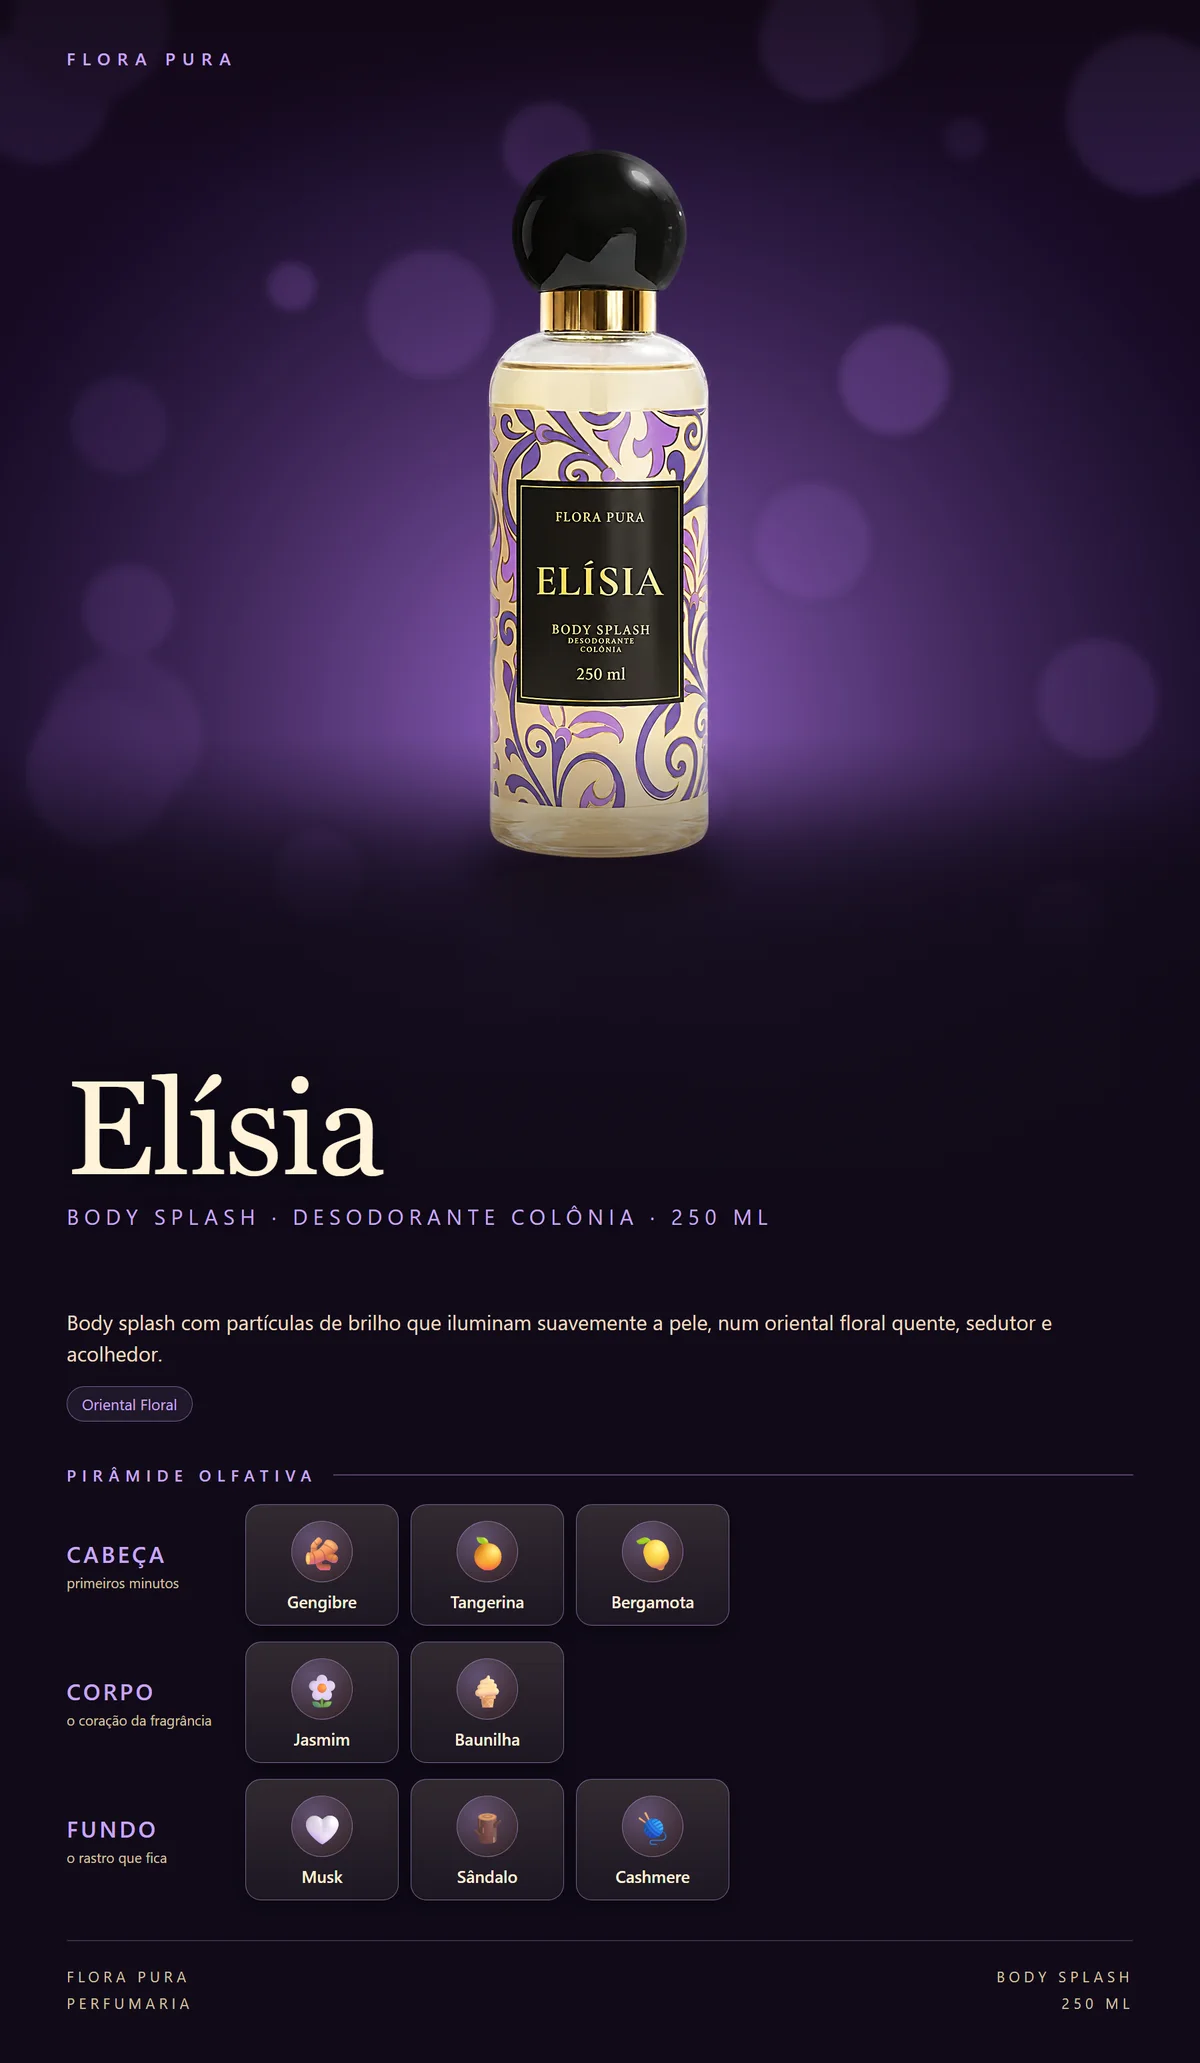 FLORA PURA
FLORA PURA
ELÍSIA
BODY SPLASH
DESODORANTE
COLÔNIA
250 ml
Elísia
BODY SPLASH · DESODORANTE COLÔNIA · 250 ML
Body splash com partículas de brilho que iluminam suavemente a pele, num oriental floral quente, sedutor e
acolhedor.
Oriental Floral
PIRÂMIDE OLFATIVA
CABEÇA
primeiros minutos
Gengibre
Tangerina
Bergamota
CORPO
o coração da fragrância
Jasmim
Baunilha
FUNDO
o rastro que fica
Musk
Sândalo
Cashmere
FLORA PURA
PERFUMARIA
BODY SPLASH
250 ML